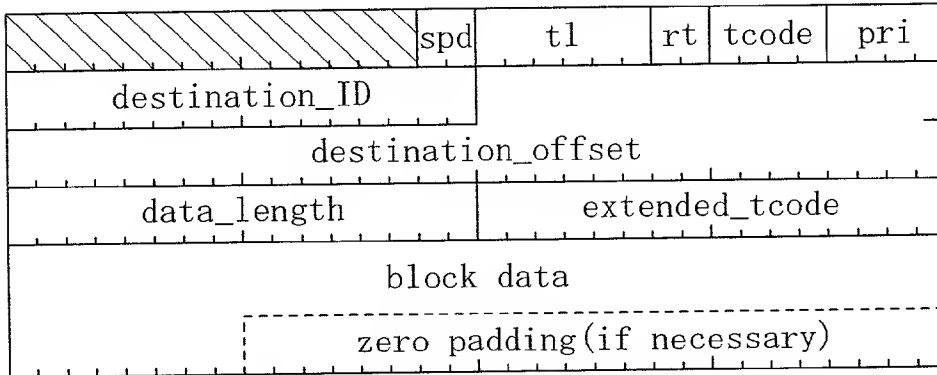 spd tl rt tcode pri
destination_ID
destination_offset
data_length extended_tcode
block data
zero padding(if necessary)